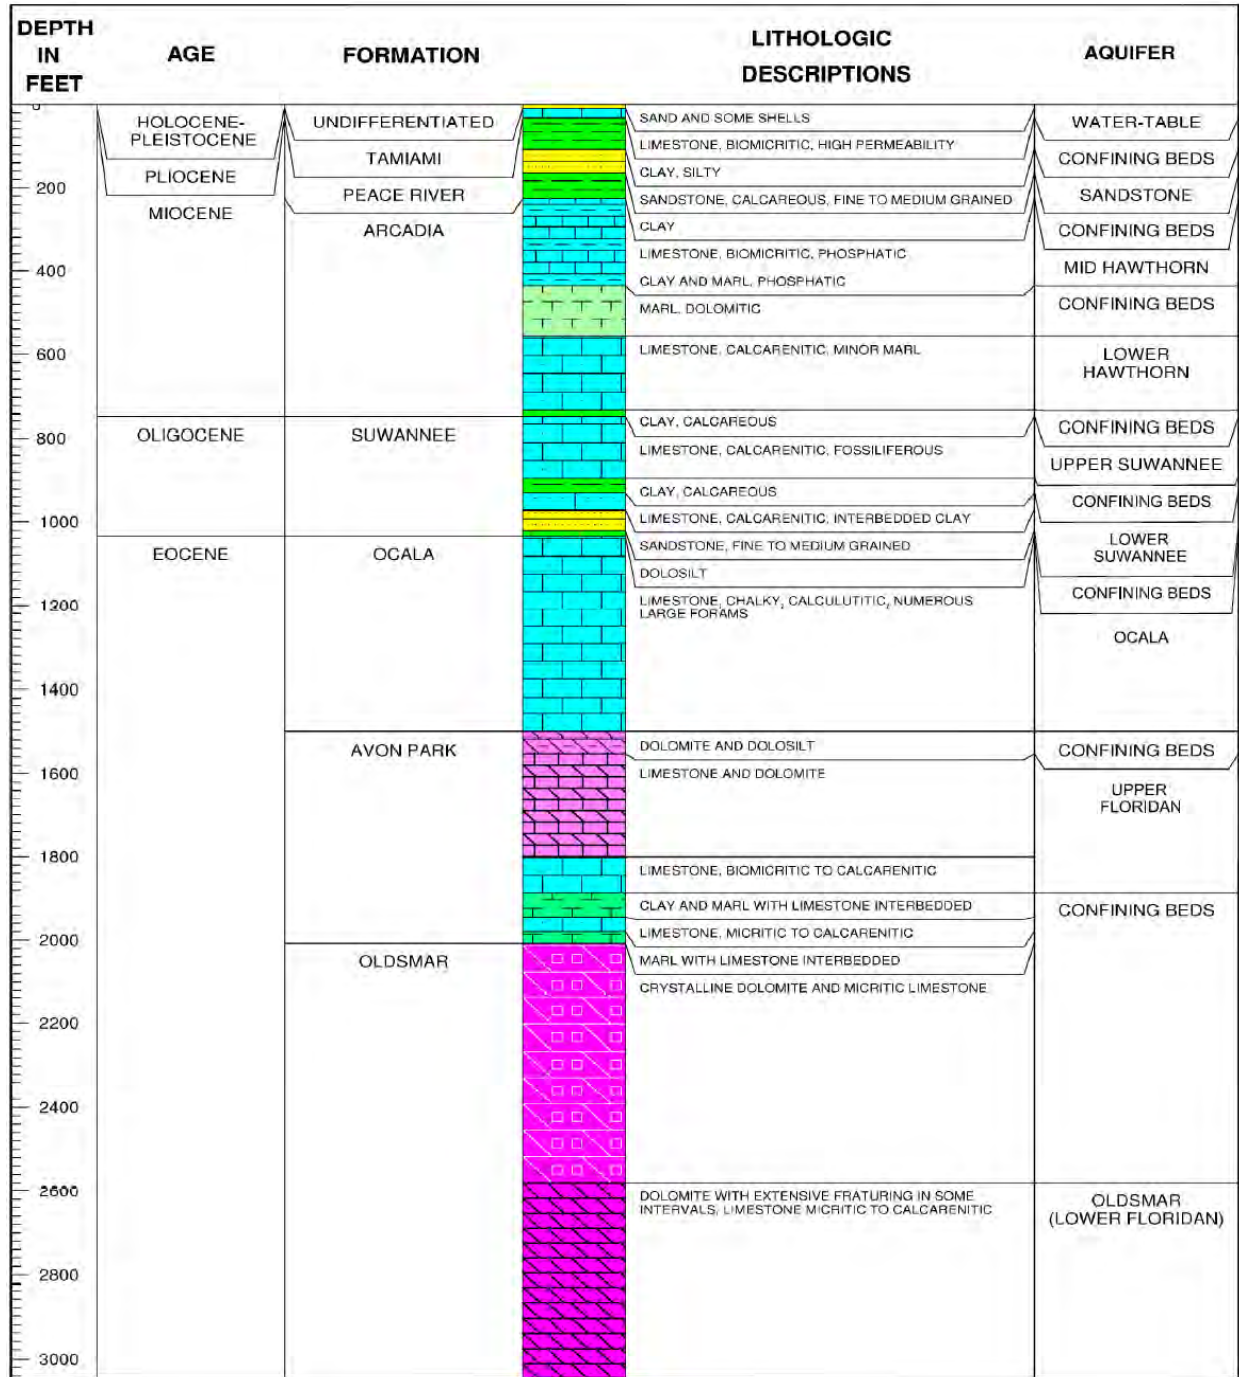 DEPTH
IN
FEET
AGE
FORMATION
LITHOLOGIC
DESCRIPTIONS
AQUIFER
0
200
400
600
800
1000
1200
1400
1600
1800
2000
2200
2400
2600
2800
3000
HOLOCENE-
PLEISTOCENE
PLIOCENE
MIOCENE
OLIGOCENE
EOCENE
UNDIFFERENTIATED
TAMIAMI
PEACE RIVER
ARCADIA
SUWANNEE
OCALA
AVON PARK
OLDSMAR
SAND AND SOME SHELLS
LIMESTONE, BIOMICRITIC, HIGH PERMEABILITY
CLAY, SILTY
SANDSTONE, CALCAREOUS, FINE TO MEDIUM GRAINED
CLAY
LIMESTONE, BIOMICRITIC, PHOSPHATIC
CLAY AND MARL, PHOSPHATIC
MARL, DOLOMITIC
LIMESTONE, CALCARENITIC, MINOR MARL
CLAY, CALCAREOUS
LIMESTONE, CALCARENITIC, FOSSILIFEROUS
CLAY, CALCAREOUS
LIMESTONE, CALCARENITIC, INTERBEDDED CLAY
SANDSTONE, FINE TO MEDIUM GRAINED
DOLOSILT
LIMESTONE, CHALKY, CALCULUTITIC, NUMEROUS
LARGE FORAMS
DOLOMITE AND DOLOSILT
LIMESTONE AND DOLOMITE
LIMESTONE, BIOMICRITIC TO CALCARENITIC
CLAY AND MARL WITH LIMESTONE INTERBEDDED
LIMESTONE, MICRITIC TO CALCARENITIC
MARL WITH LIMESTONE INTERBEDDED
CRYSTALLINE DOLOMITE AND MICRITIC LIMESTONE
DOLOMITE WITH EXTENSIVE FRATURING IN SOME
INTERVALS, LIMESTONE MICRITIC TO CALCARENITIC
WATER-TABLE
CONFINING BEDS
SANDSTONE
CONFINING BEDS
MID HAWTHORN
CONFINING BEDS
LOWER
HAWTHORN
CONFINING BEDS
UPPER SUWANNEE
CONFINING BEDS
LOWER
SUWANNEE
CONFINING BEDS
OCALA
CONFINING BEDS
UPPER
FLORIDAN
CONFINING BEDS
OLDSMAR
(LOWER FLORIDAN)